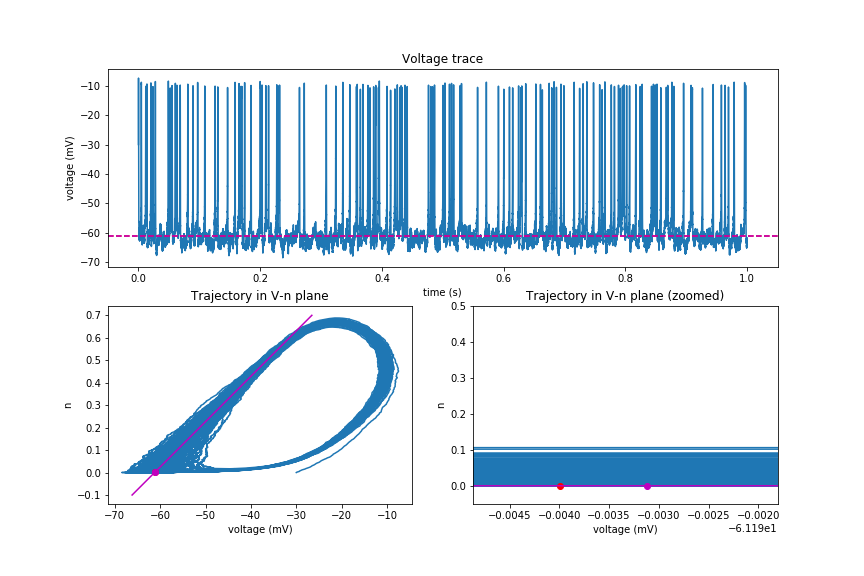 Voltage trace
−10
−20
−30
−40
−50
−60
−70
voltage (mV)
0.0 0.2 0.4 0.6 0.8 1.0
time (s)
Trajectory in V-n plane
0.7
0.6
0.5
0.4
0.3
0.2
0.1
0.0
−0.1
n
−70 −60 −50 −40 −30 −20 −10
voltage (mV)
Trajectory in V-n plane (zoomed)
0.5
0.4
0.3
0.2
0.1
0.0
n
−0.0045 −0.0040 −0.0035 −0.0030 −0.0025 −0.0020
voltage (mV)
−6.119e1